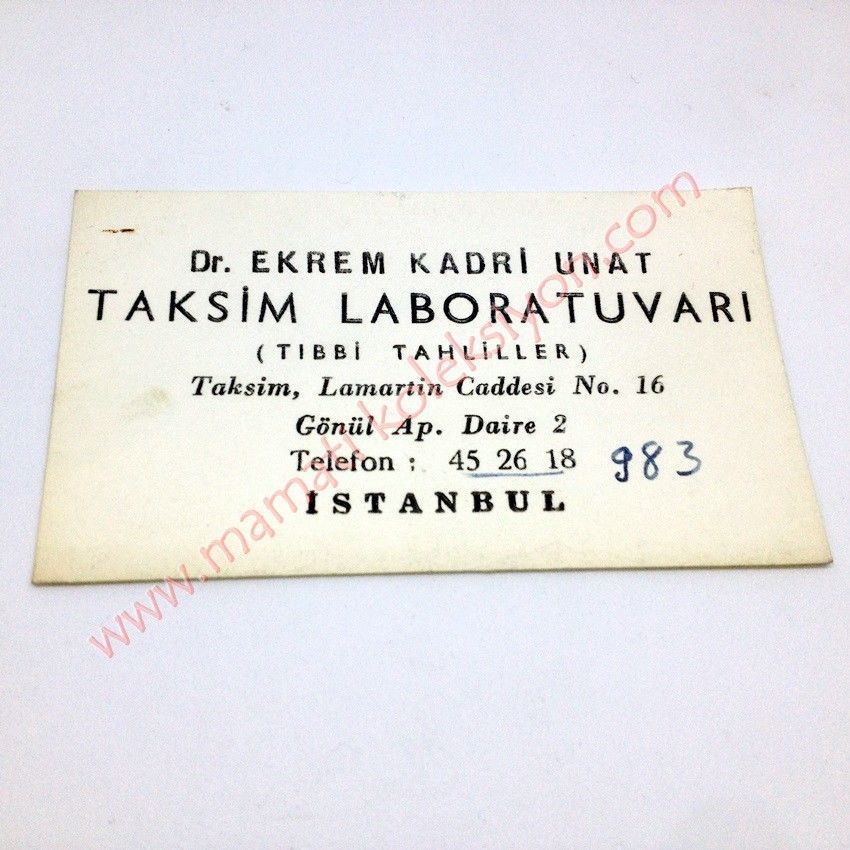 Dr. EKREM KADRİ UNAT
TAKSİM LABORATUVARI
(TIBBİ TAHLİLLER)
Taksim, Lamartin Caddesi No. 16
Gönül Ap. Daire 2
Telefon : 45 26 18 983
İSTANBUL
www.mamatikoleksiyon.com